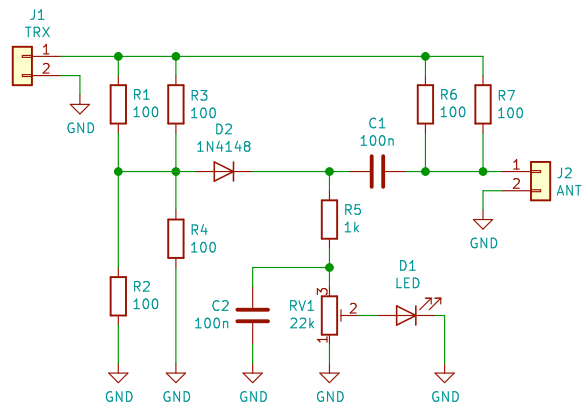 J1
TRX
1
2
GND
R1
100
R3
100
D2
1N4148
C1
100n
R6
100
R7
100
1
2
J2
ANT
GND
R4
100
R5
1k
R2
100
C2
100n
RV1
22k
3
2
1
D1
LED
GND
GND
GND
GND
GND